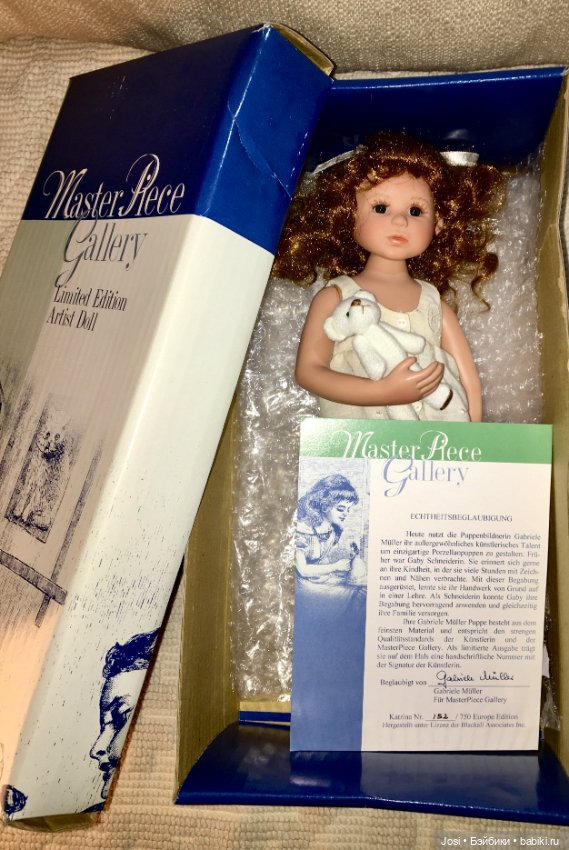 Master Piece
Gallery
Limited Edition
Artist Doll
MasterPiece
Gallery
ECHTHEITSBEGLAUBIGUNG
Heute nutzt die Puppenbildnerin Gabriele
Müller ihr außergewöhnliches künstlerisches Talent
um einzigartige Porzellanpuppen zu gestalten. Frü-
her war Gaby Schneiderin. Sie erinnert sich gerne
an ihre Kindheit, in der sie viele Stunden mit Zeich-
nen und Nähen verbrachte. Mit dieser Begabung
ausgerüstet, lernte sie ihr Handwerk von Grund auf
in einer Lehre. Als Schneiderin konnte Gaby ihre
Begabung hervorragend anwenden und gleichzeitig
ihre Familie versorgen.
Ihre Gabriele Müller Puppe besteht aus dem
feinsten Material und entspricht den strengen
Qualitätsstandards der Künstlerin und der
MasterPiece Gallery. Als limitierte Ausgabe trägt
sie auf dem Hals eine handschriftliche Nummer mit
der Signatur der Künstlerin.
Beglaubigt von Gabriele Müller
Gabriele Müller
Für MasterPiece Gallery
Katrina Nr. 152 / 750 Europe Edition
Hergestellt unter Lizenz der Blackall Associates Inc.
Josi • Бэйбики • babiki.ru